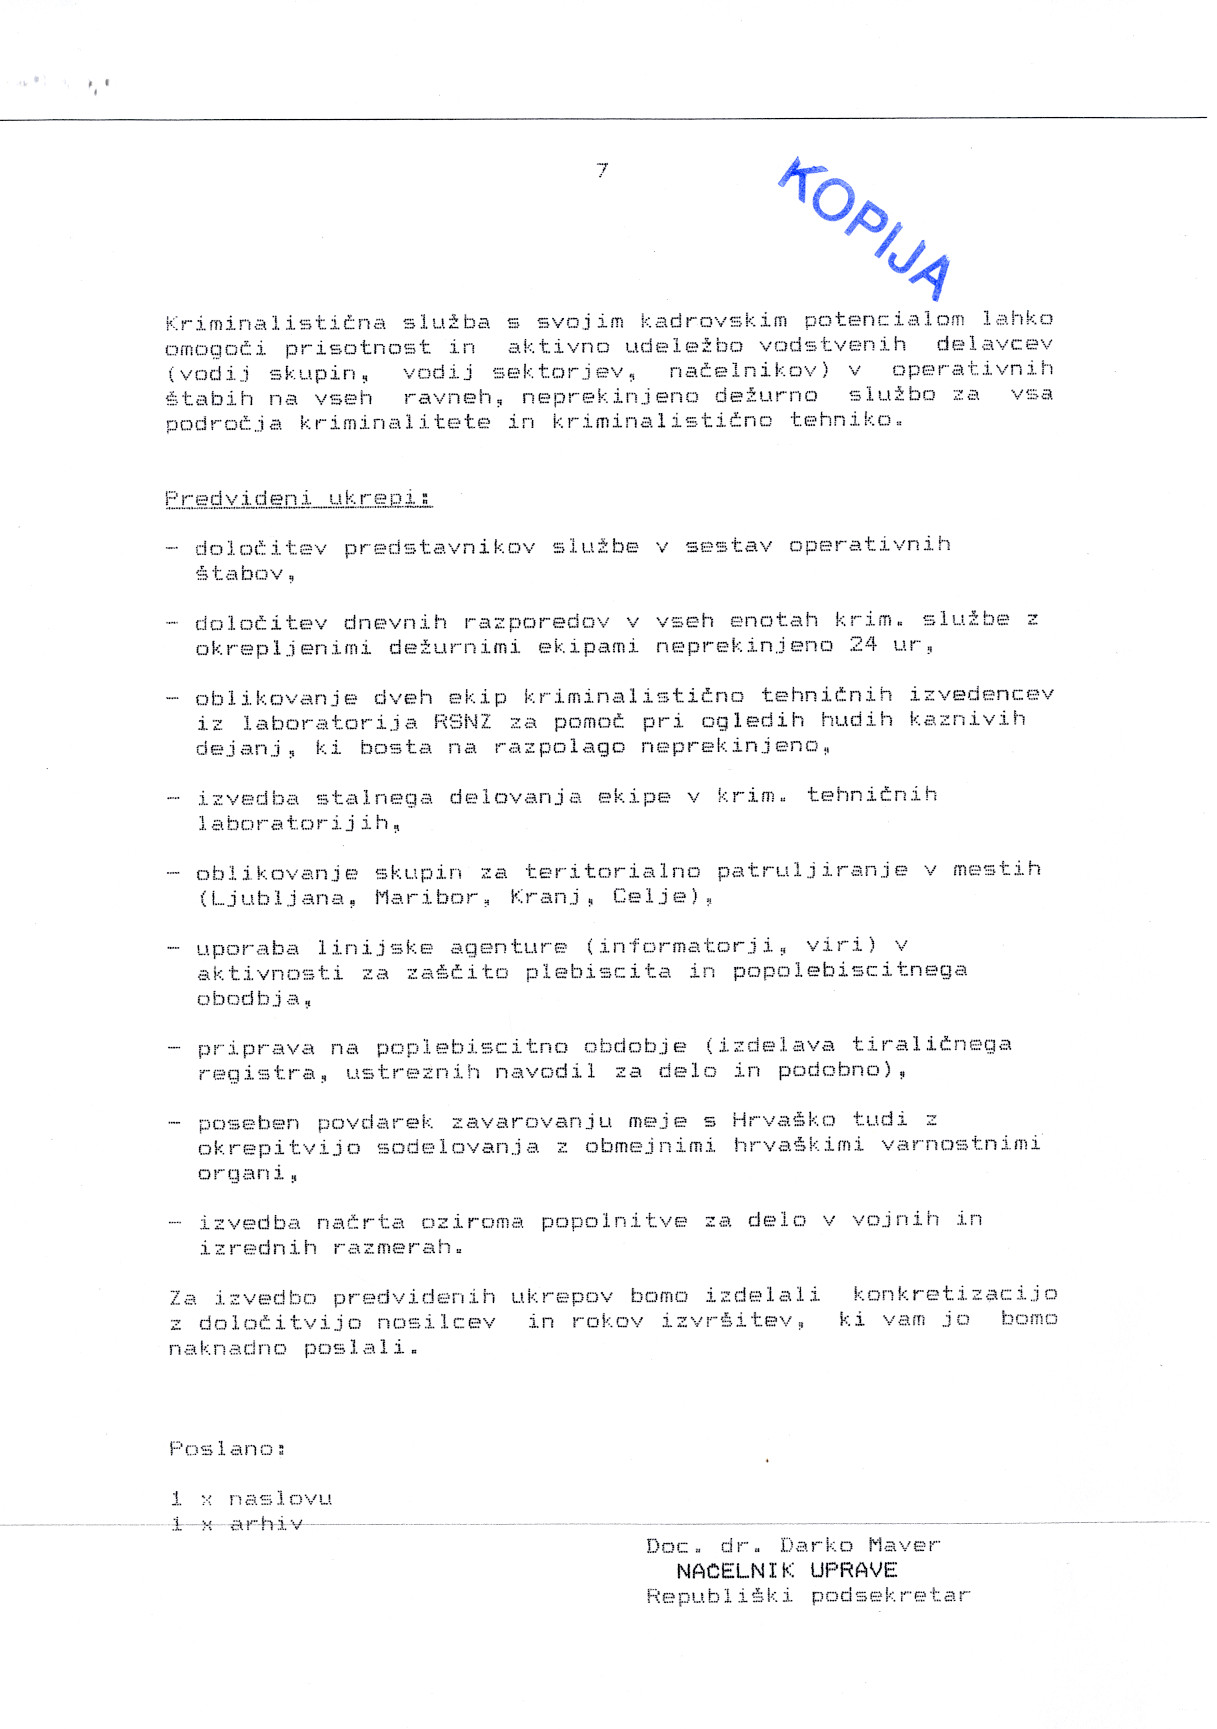 7
KOPIJA
Kriminalistična služba s svojim kadrovskim potencialom lahko
omogoči prisotnost in aktivno udeležbo vodstvenih delavcev
(vodij skupin, vodij sektorjev, načelnikov) v operativnih
štabih na vseh ravneh, neprekinjeno dežurno službo za vsa
področja kriminalitete in kriminalistično tehniko.
Predvideni ukrepi:
- določitev predstavnikov službe v sestav operativnih
štabov,
- določitev dnevnih razporedov v vseh enotah krim. službe z
okrepljenimi dežurnimi ekipami neprekinjeno 24 ur,
- oblikovanje dveh ekip kriminalistično tehničnih izvedencev
iz laboratorija RSNZ za pomoč pri ogledih hudih kaznivih
dejanj, ki bosta na razpolago neprekinjeno,
- izvedba stalnega delovanja ekipe v krim. tehničnih
laboratorijih,
- oblikovanje skupin za teritorialno patruljiranje v mestih
(Ljubljana, Maribor, Kranj, Celje),
- uporaba linijske agenture (informatorji, viri) v
aktivnosti za zaščito plebiscita in popolebiscitnega
obodbja,
- priprava na poplebiscitno obdobje (izdelava tiraličnega
registra, ustreznih navodil za delo in podobno),
- poseben povdarek zavarovanju meje s Hrvaško tudi z
okrepitvijo sodelovanja z obmejnimi hrvaškimi varnostnimi
organi,
- izvedba načrta oziroma popolnitve za delo v vojnih in
izrednih razmerah.
Za izvedbo predvidenih ukrepov bomo izdelali konkretizacijo
z določitvijo nosilcev in rokov izvršitev, ki vam jo bomo
naknadno poslali.
Poslano:
1 x naslovu
1 x arhiv
Doc. dr. Darko Maver
NAČELNIK UPRAVE
Republiški podsekretar